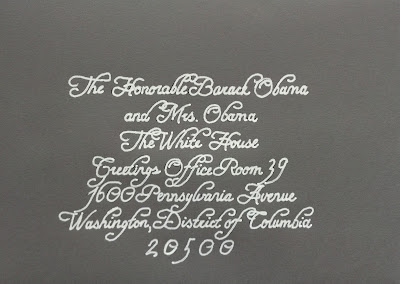 The Honorable Barack Obama
and Mrs. Obama
The White House
Greetings Office Room 39
1600 Pennsylvania Avenue
Washington, District of Columbia
20500